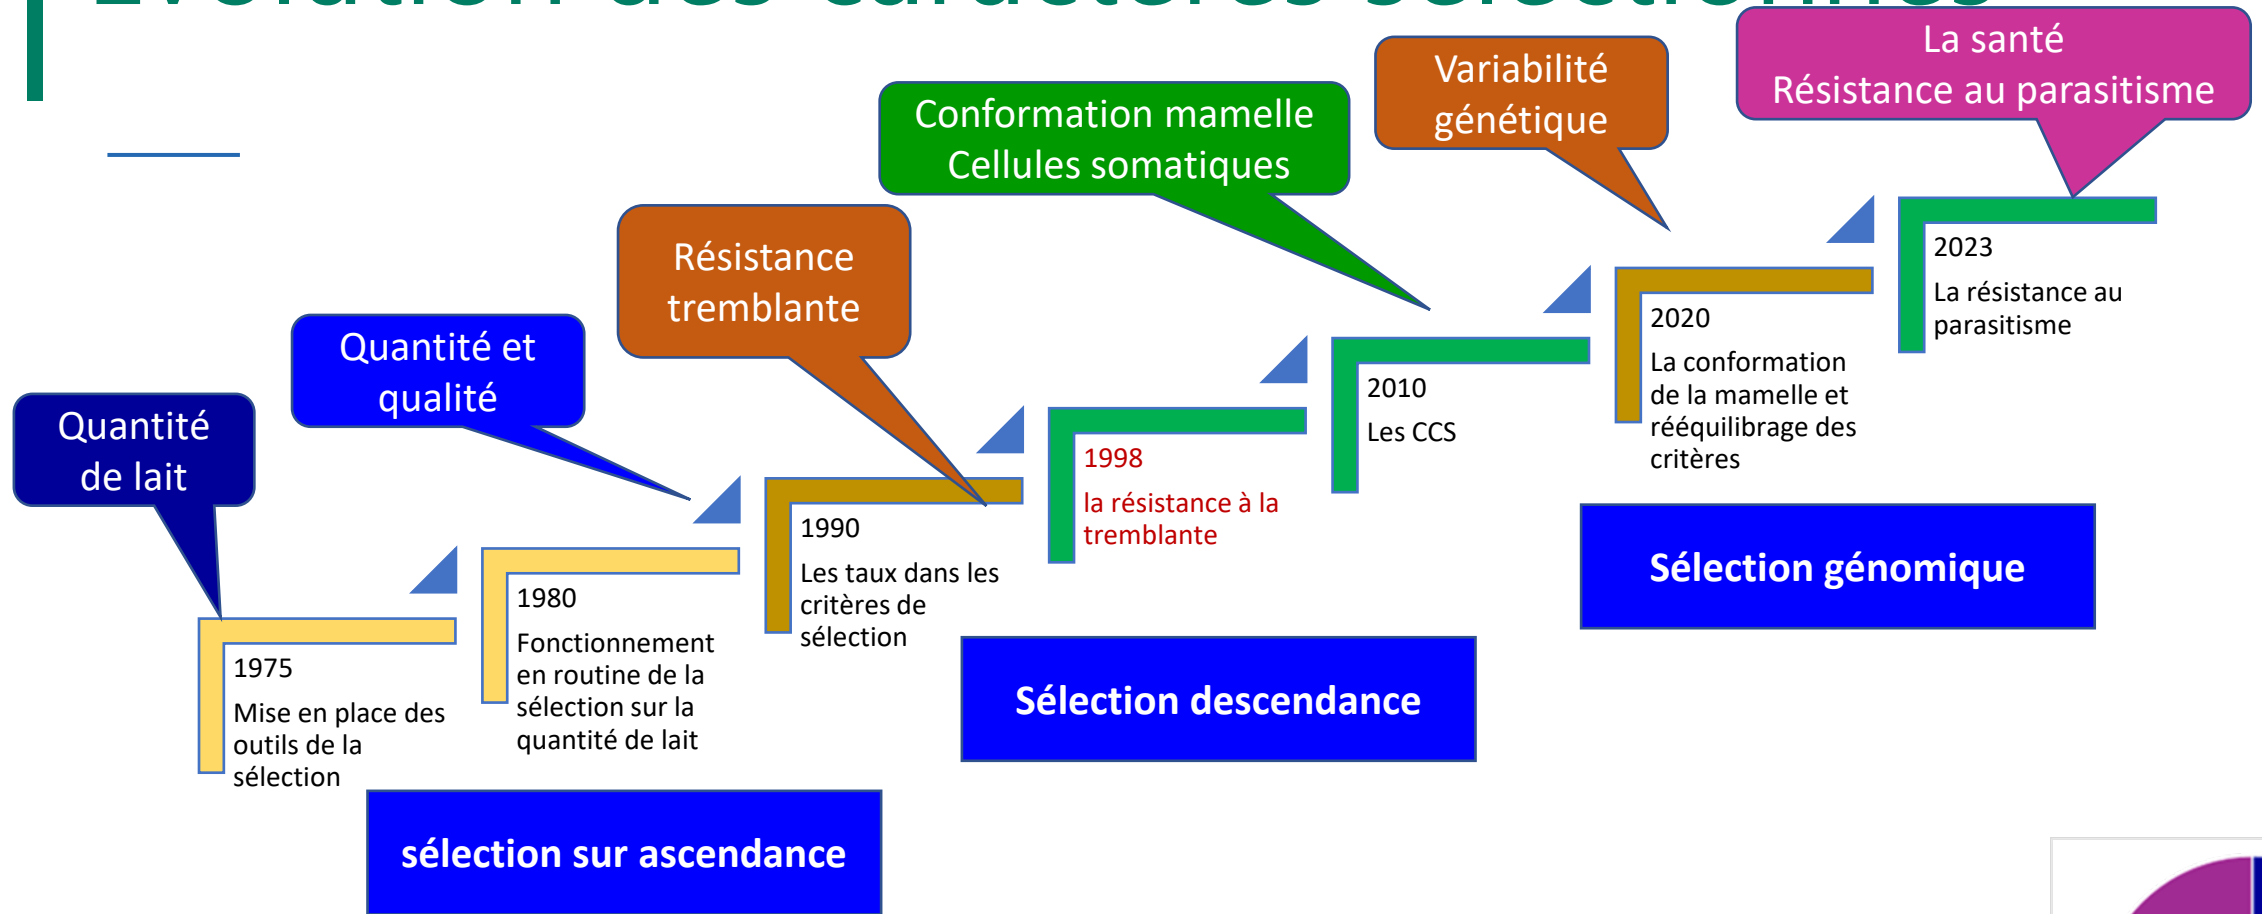 Evolution des caractères sélectionnés
La santé
Résistance au parasitisme
Variabilité
génétique
Conformation mamelle
Cellules somatiques
Résistance
tremblante
Quantité et
qualité
Quantité
de lait
1975
Mise en place des
outils de la
sélection
1980
Fonctionnement
en routine de la
sélection sur la
quantité de lait
1990
Les taux dans les
critères de
sélection
1998
la résistance à la
tremblante
2010
Les CCS
2020
La conformation
de la mamelle et
rééquilibrage des
critères
2023
La résistance au
parasitisme
sélection sur ascendance
Sélection descendance
Sélection génomique